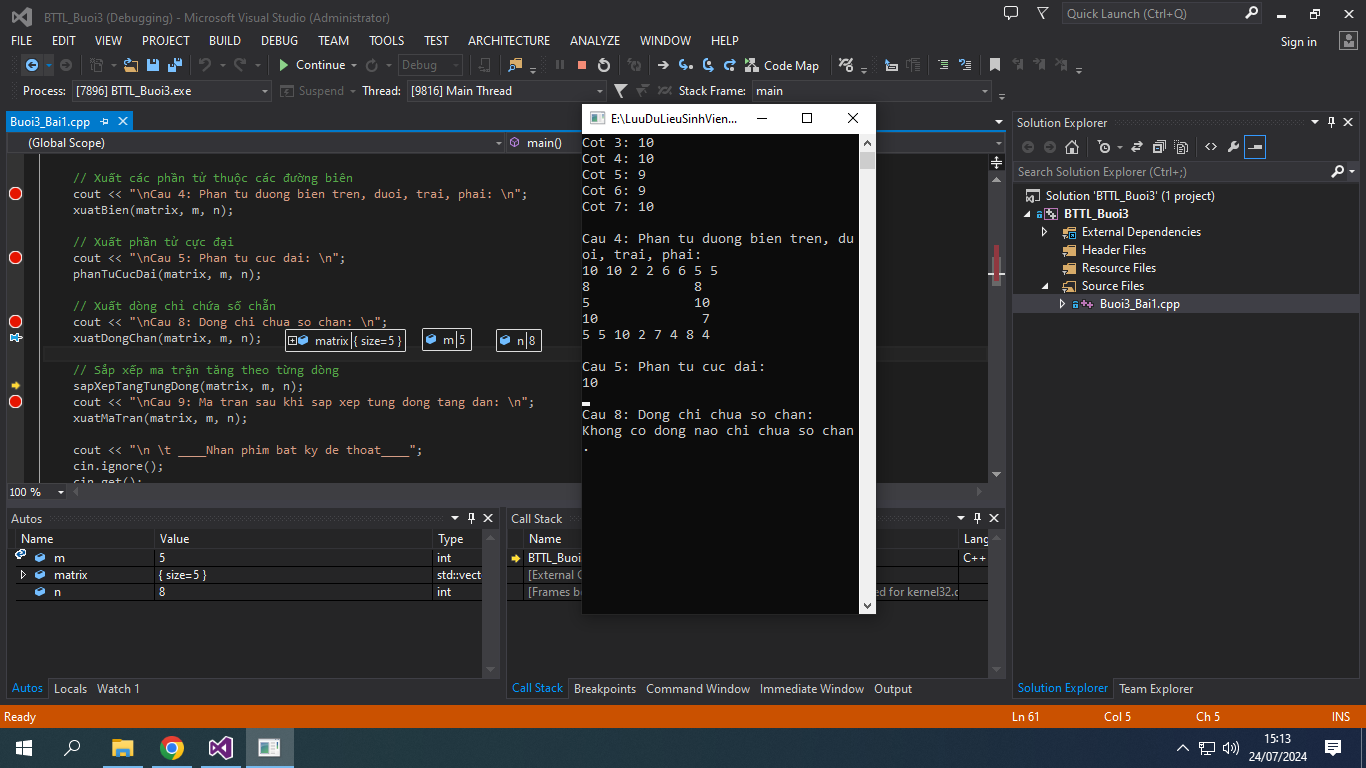 BTTL_Buoi3 (Debugging) - Microsoft Visual Studio (Administrator)
Quick Launch (Ctrl+Q)
FILE EDIT VIEW PROJECT BUILD DEBUG TEAM TOOLS TEST ARCHITECTURE ANALYZE WINDOW HELP
Sign in
Continue Debug Code Map
Process: [7896] BTTL_Buoi3.exe Suspend Thread: [9816] Main Thread Stack Frame: main
Buoi3_Bai1.cpp
(Global Scope) main()
// Xuất các phần tử thuộc các đường biên
cout << "\nCau 4: Phan tu duong bien tren, duoi, trai, phai: \n";
xuatBien(matrix, m, n);
// Xuất phần tử cực đại
cout << "\nCau 5: Phan tu cuc dai: \n";
phanTuCucDai(matrix, m, n);
// Xuất dòng chỉ chứa số chẵn
cout << "\nCau 8: Dong chi chua so chan: \n";
xuatDongChan(matrix, m, n);
matrix { size=5 } m 5 n 8
// Sắp xếp ma trận tăng theo từng dòng
sapXepTangTungDong(matrix, m, n);
cout << "\nCau 9: Ma tran sau khi sap xep tung dong tang dan: \n";
xuatMaTran(matrix, m, n);
cout << "\n \t ____Nhan phim bat ky de thoat____";
cin.ignore();
cin.get();
100 %
E:\LuuDuLieuSinhVien...
Cot 3: 10
Cot 4: 10
Cot 5: 9
Cot 6: 9
Cot 7: 10
Cau 4: Phan tu duong bien tren, du
oi, trai, phai:
10 10 2 2 6 6 5 5
8 8
5 10
10 7
5 5 10 2 7 4 8 4
Cau 5: Phan tu cuc dai:
10
Cau 8: Dong chi chua so chan:
Khong co dong nao chi chua so chan
.
Solution Explorer
Search Solution Explorer (Ctrl+;)
Solution 'BTTL_Buoi3' (1 project)
BTTL_Buoi3
External Dependencies
Header Files
Resource Files
Source Files
Buoi3_Bai1.cpp
Autos
Name Value Type
m 5 int
matrix { size=5 } std::vect
n 8 int
Autos Locals Watch 1
Call Stack
Name Lang
BTTL_Buoi C++
[External C
[Frames be ed for kernel32.d
Call Stack Breakpoints Command Window Immediate Window Output
Solution Explorer Team Explorer
Ready Ln 61 Col 5 Ch 5 INS
15:13
24/07/2024